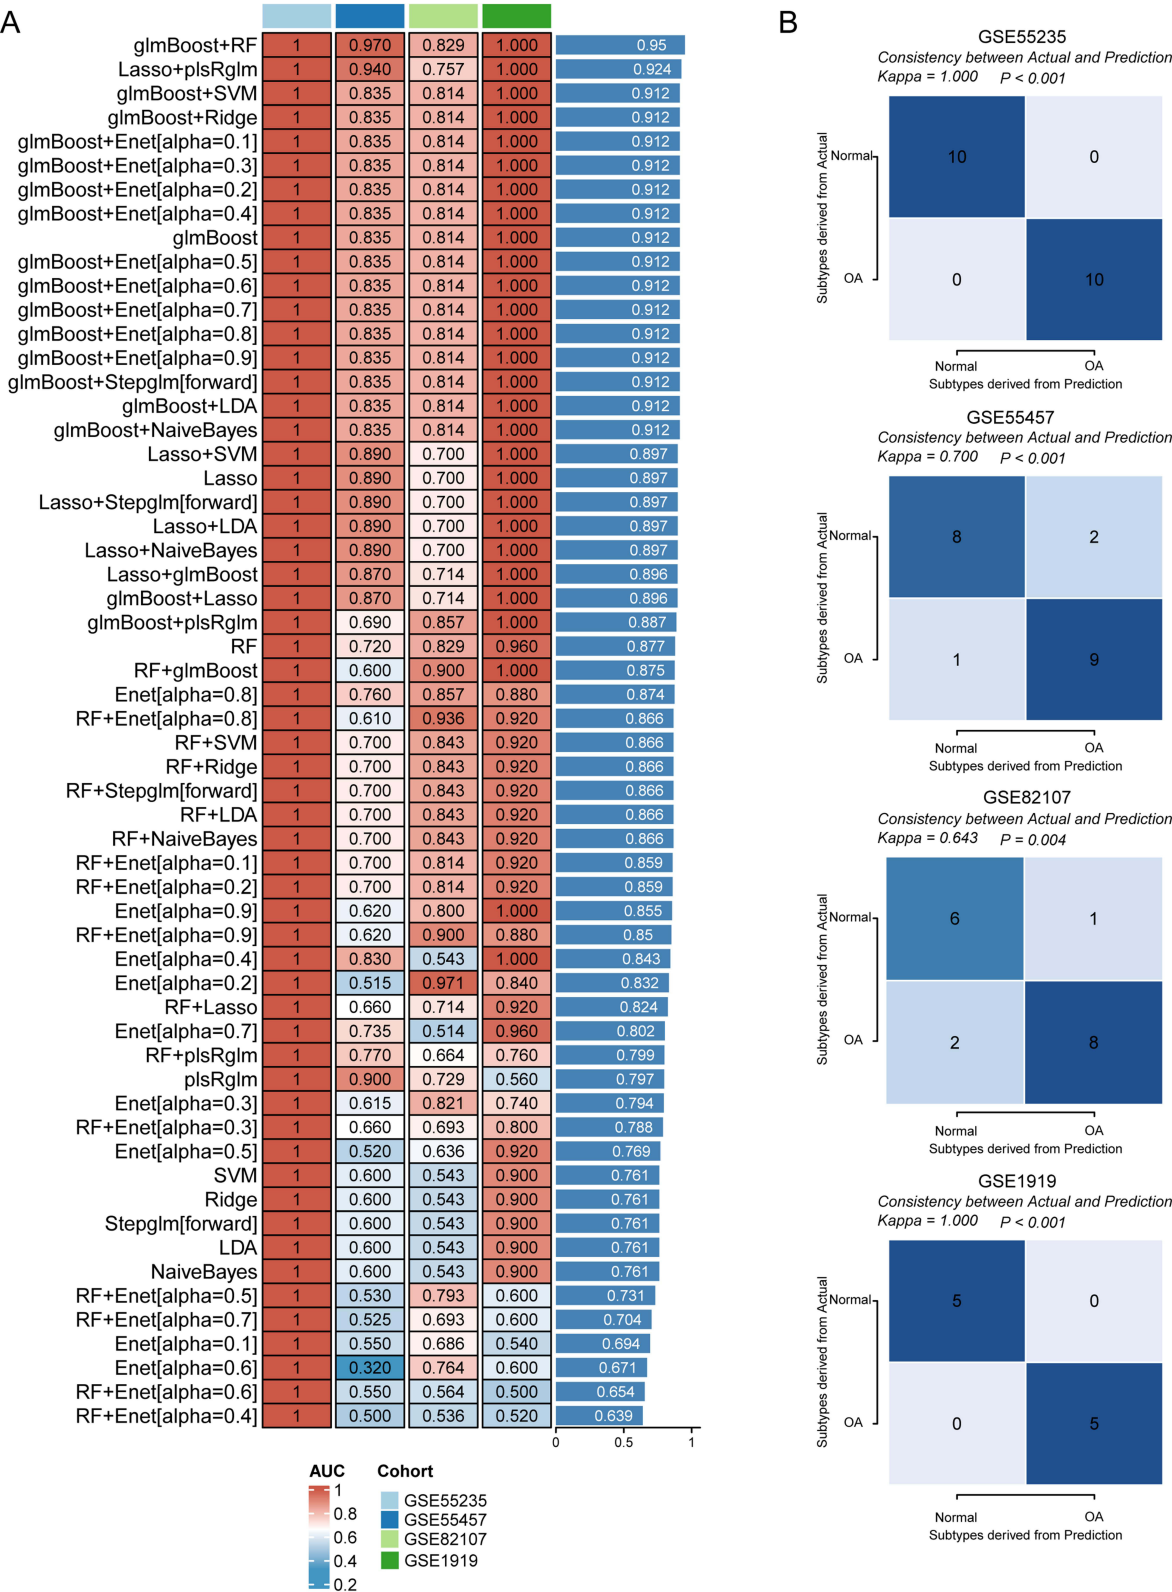 A
glmBoost+RF 1 0.970 0.829 1.000 0.95
Lasso+plsRglm 1 0.940 0.757 1.000 0.924
glmBoost+SVM 1 0.835 0.814 1.000 0.912
glmBoost+Ridge 1 0.835 0.814 1.000 0.912
glmBoost+Enet[alpha=0.1] 1 0.835 0.814 1.000 0.912
glmBoost+Enet[alpha=0.3] 1 0.835 0.814 1.000 0.912
glmBoost+Enet[alpha=0.2] 1 0.835 0.814 1.000 0.912
glmBoost+Enet[alpha=0.4] 1 0.835 0.814 1.000 0.912
glmBoost 1 0.835 0.814 1.000 0.912
glmBoost+Enet[alpha=0.5] 1 0.835 0.814 1.000 0.912
glmBoost+Enet[alpha=0.6] 1 0.835 0.814 1.000 0.912
glmBoost+Enet[alpha=0.7] 1 0.835 0.814 1.000 0.912
glmBoost+Enet[alpha=0.8] 1 0.835 0.814 1.000 0.912
glmBoost+Enet[alpha=0.9] 1 0.835 0.814 1.000 0.912
glmBoost+Stepglm[forward] 1 0.835 0.814 1.000 0.912
glmBoost+LDA 1 0.835 0.814 1.000 0.912
glmBoost+NaiveBayes 1 0.835 0.814 1.000 0.912
Lasso+SVM 1 0.890 0.700 1.000 0.897
Lasso 1 0.890 0.700 1.000 0.897
Lasso+Stepglm[forward] 1 0.890 0.700 1.000 0.897
Lasso+LDA 1 0.890 0.700 1.000 0.897
Lasso+NaiveBayes 1 0.890 0.700 1.000 0.897
Lasso+glmBoost 1 0.870 0.714 1.000 0.896
glmBoost+Lasso 1 0.870 0.714 1.000 0.896
glmBoost+plsRglm 1 0.690 0.857 1.000 0.887
RF 1 0.720 0.829 0.960 0.877
RF+glmBoost 1 0.600 0.900 1.000 0.875
Enet[alpha=0.8] 1 0.760 0.857 0.880 0.874
RF+Enet[alpha=0.8] 1 0.610 0.936 0.920 0.866
RF+SVM 1 0.700 0.843 0.920 0.866
RF+Ridge 1 0.700 0.843 0.920 0.866
RF+Stepglm[forward] 1 0.700 0.843 0.920 0.866
RF+LDA 1 0.700 0.843 0.920 0.866
RF+NaiveBayes 1 0.700 0.843 0.920 0.866
RF+Enet[alpha=0.1] 1 0.700 0.814 0.920 0.859
RF+Enet[alpha=0.2] 1 0.700 0.814 0.920 0.859
Enet[alpha=0.9] 1 0.620 0.800 1.000 0.855
RF+Enet[alpha=0.9] 1 0.620 0.900 0.880 0.85
Enet[alpha=0.4] 1 0.830 0.543 1.000 0.843
Enet[alpha=0.2] 1 0.515 0.971 0.840 0.832
RF+Lasso 1 0.660 0.714 0.920 0.824
Enet[alpha=0.7] 1 0.735 0.514 0.960 0.802
RF+plsRglm 1 0.770 0.664 0.760 0.799
plsRglm 1 0.900 0.729 0.560 0.797
Enet[alpha=0.3] 1 0.615 0.821 0.740 0.794
RF+Enet[alpha=0.3] 1 0.660 0.693 0.800 0.788
Enet[alpha=0.5] 1 0.520 0.636 0.920 0.769
SVM 1 0.600 0.543 0.900 0.761
Ridge 1 0.600 0.543 0.900 0.761
Stepglm[forward] 1 0.600 0.543 0.900 0.761
LDA 1 0.600 0.543 0.900 0.761
NaiveBayes 1 0.600 0.543 0.900 0.761
RF+Enet[alpha=0.5] 1 0.530 0.793 0.600 0.731
RF+Enet[alpha=0.7] 1 0.525 0.693 0.600 0.704
Enet[alpha=0.1] 1 0.550 0.686 0.540 0.694
Enet[alpha=0.6] 1 0.320 0.764 0.600 0.671
RF+Enet[alpha=0.6] 1 0.550 0.564 0.500 0.654
RF+Enet[alpha=0.4] 1 0.500 0.536 0.520 0.639
0 0.5 1
AUC
1
0.8
0.6
0.4
0.2
Cohort
GSE55235
GSE55457
GSE82107
GSE1919
B
GSE55235
Consistency between Actual and Prediction
Kappa = 1.000 P < 0.001
Subtypes derived from Actual
Normal 10 0
OA 0 10
Normal OA
Subtypes derived from Prediction
GSE55457
Consistency between Actual and Prediction
Kappa = 0.700 P < 0.001
Subtypes derived from Actual
Normal 8 2
OA 1 9
Normal OA
Subtypes derived from Prediction
GSE82107
Consistency between Actual and Prediction
Kappa = 0.643 P = 0.004
Subtypes derived from Actual
Normal 6 1
OA 2 8
Normal OA
Subtypes derived from Prediction
GSE1919
Consistency between Actual and Prediction
Kappa = 1.000 P < 0.001
Subtypes derived from Actual
Normal 5 0
OA 0 5
Normal OA
Subtypes derived from Prediction